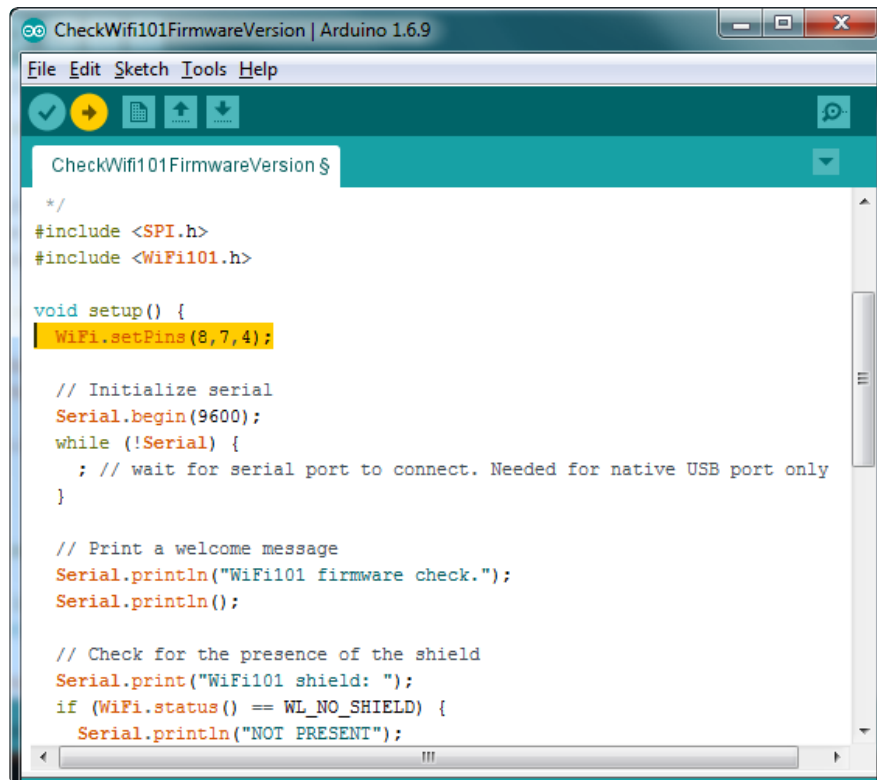 CheckWifi101FirmwareVersion | Arduino 1.6.9
File Edit Sketch Tools Help
CheckWifi101FirmwareVersion §
*/
#include <SPI.h>
#include <WiFi101.h>
void setup() {
WiFi.setPins(8,7,4);
// Initialize serial
Serial.begin(9600);
while (!Serial) {
; // wait for serial port to connect. Needed for native USB port only
}
// Print a welcome message
Serial.println("WiFi101 firmware check.");
Serial.println();
// Check for the presence of the shield
Serial.print("WiFi101 shield: ");
if (WiFi.status() == WL_NO_SHIELD) {
Serial.println("NOT PRESENT");